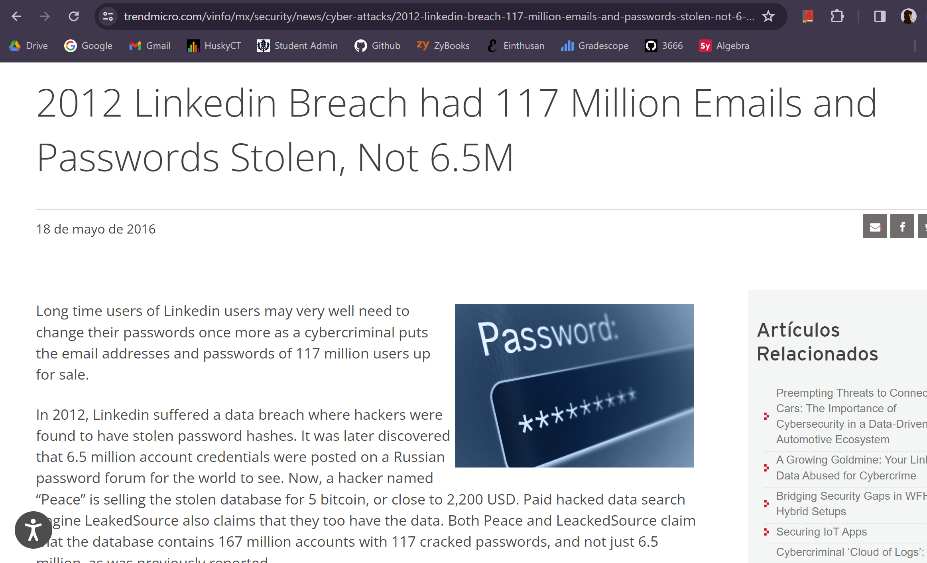 trendmicro.com/vinfo/mx/security/news/cyber-attacks/2012-linkedin-breach-117-million-emails-and-passwords-stolen-not-6-...
Drive Google Gmail HuskyCT Student Admin Github ZyBooks Einthusan Gradescope 3666 Algebra
2012 Linkedin Breach had 117 Million Emails and
Passwords Stolen, Not 6.5M
18 de mayo de 2016
Long time users of Linkedin users may very well need to
change their passwords once more as a cybercriminal puts
the email addresses and passwords of 117 million users up
for sale.
Password:
*********
In 2012, Linkedin suffered a data breach where hackers were
found to have stolen password hashes. It was later discovered
that 6.5 million account credentials were posted on a Russian
password forum for the world to see. Now, a hacker named
“Peace” is selling the stolen database for 5 bitcoin, or close to 2,200 USD. Paid hacked data search
gine LeakedSource also claims that they too have the data. Both Peace and LeackedSource claim
at the database contains 167 million accounts with 117 cracked passwords, and not just 6.5
million, as was previously reported.
Artículos
Relacionados
Preempting Threats to Connec
Cars: The Importance of
Cybersecurity in a Data-Driven
Automotive Ecosystem
A Growing Goldmine: Your Lin
Data Abused for Cybercrime
Bridging Security Gaps in WFH
Hybrid Setups
Securing IoT Apps
Cybercriminal 'Cloud of Logs':